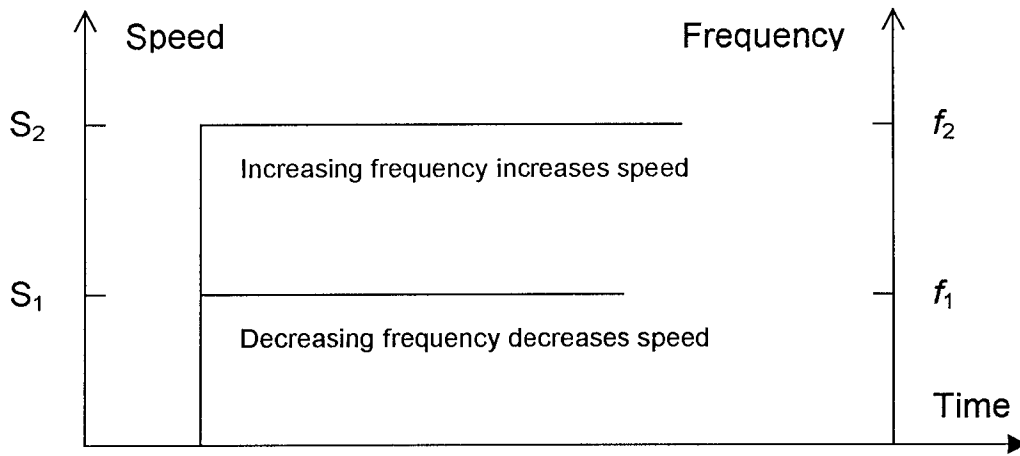 Speed
Frequency
S₂
f₂
Increasing frequency increases speed
S₁
f₁
Decreasing frequency decreases speed
Time